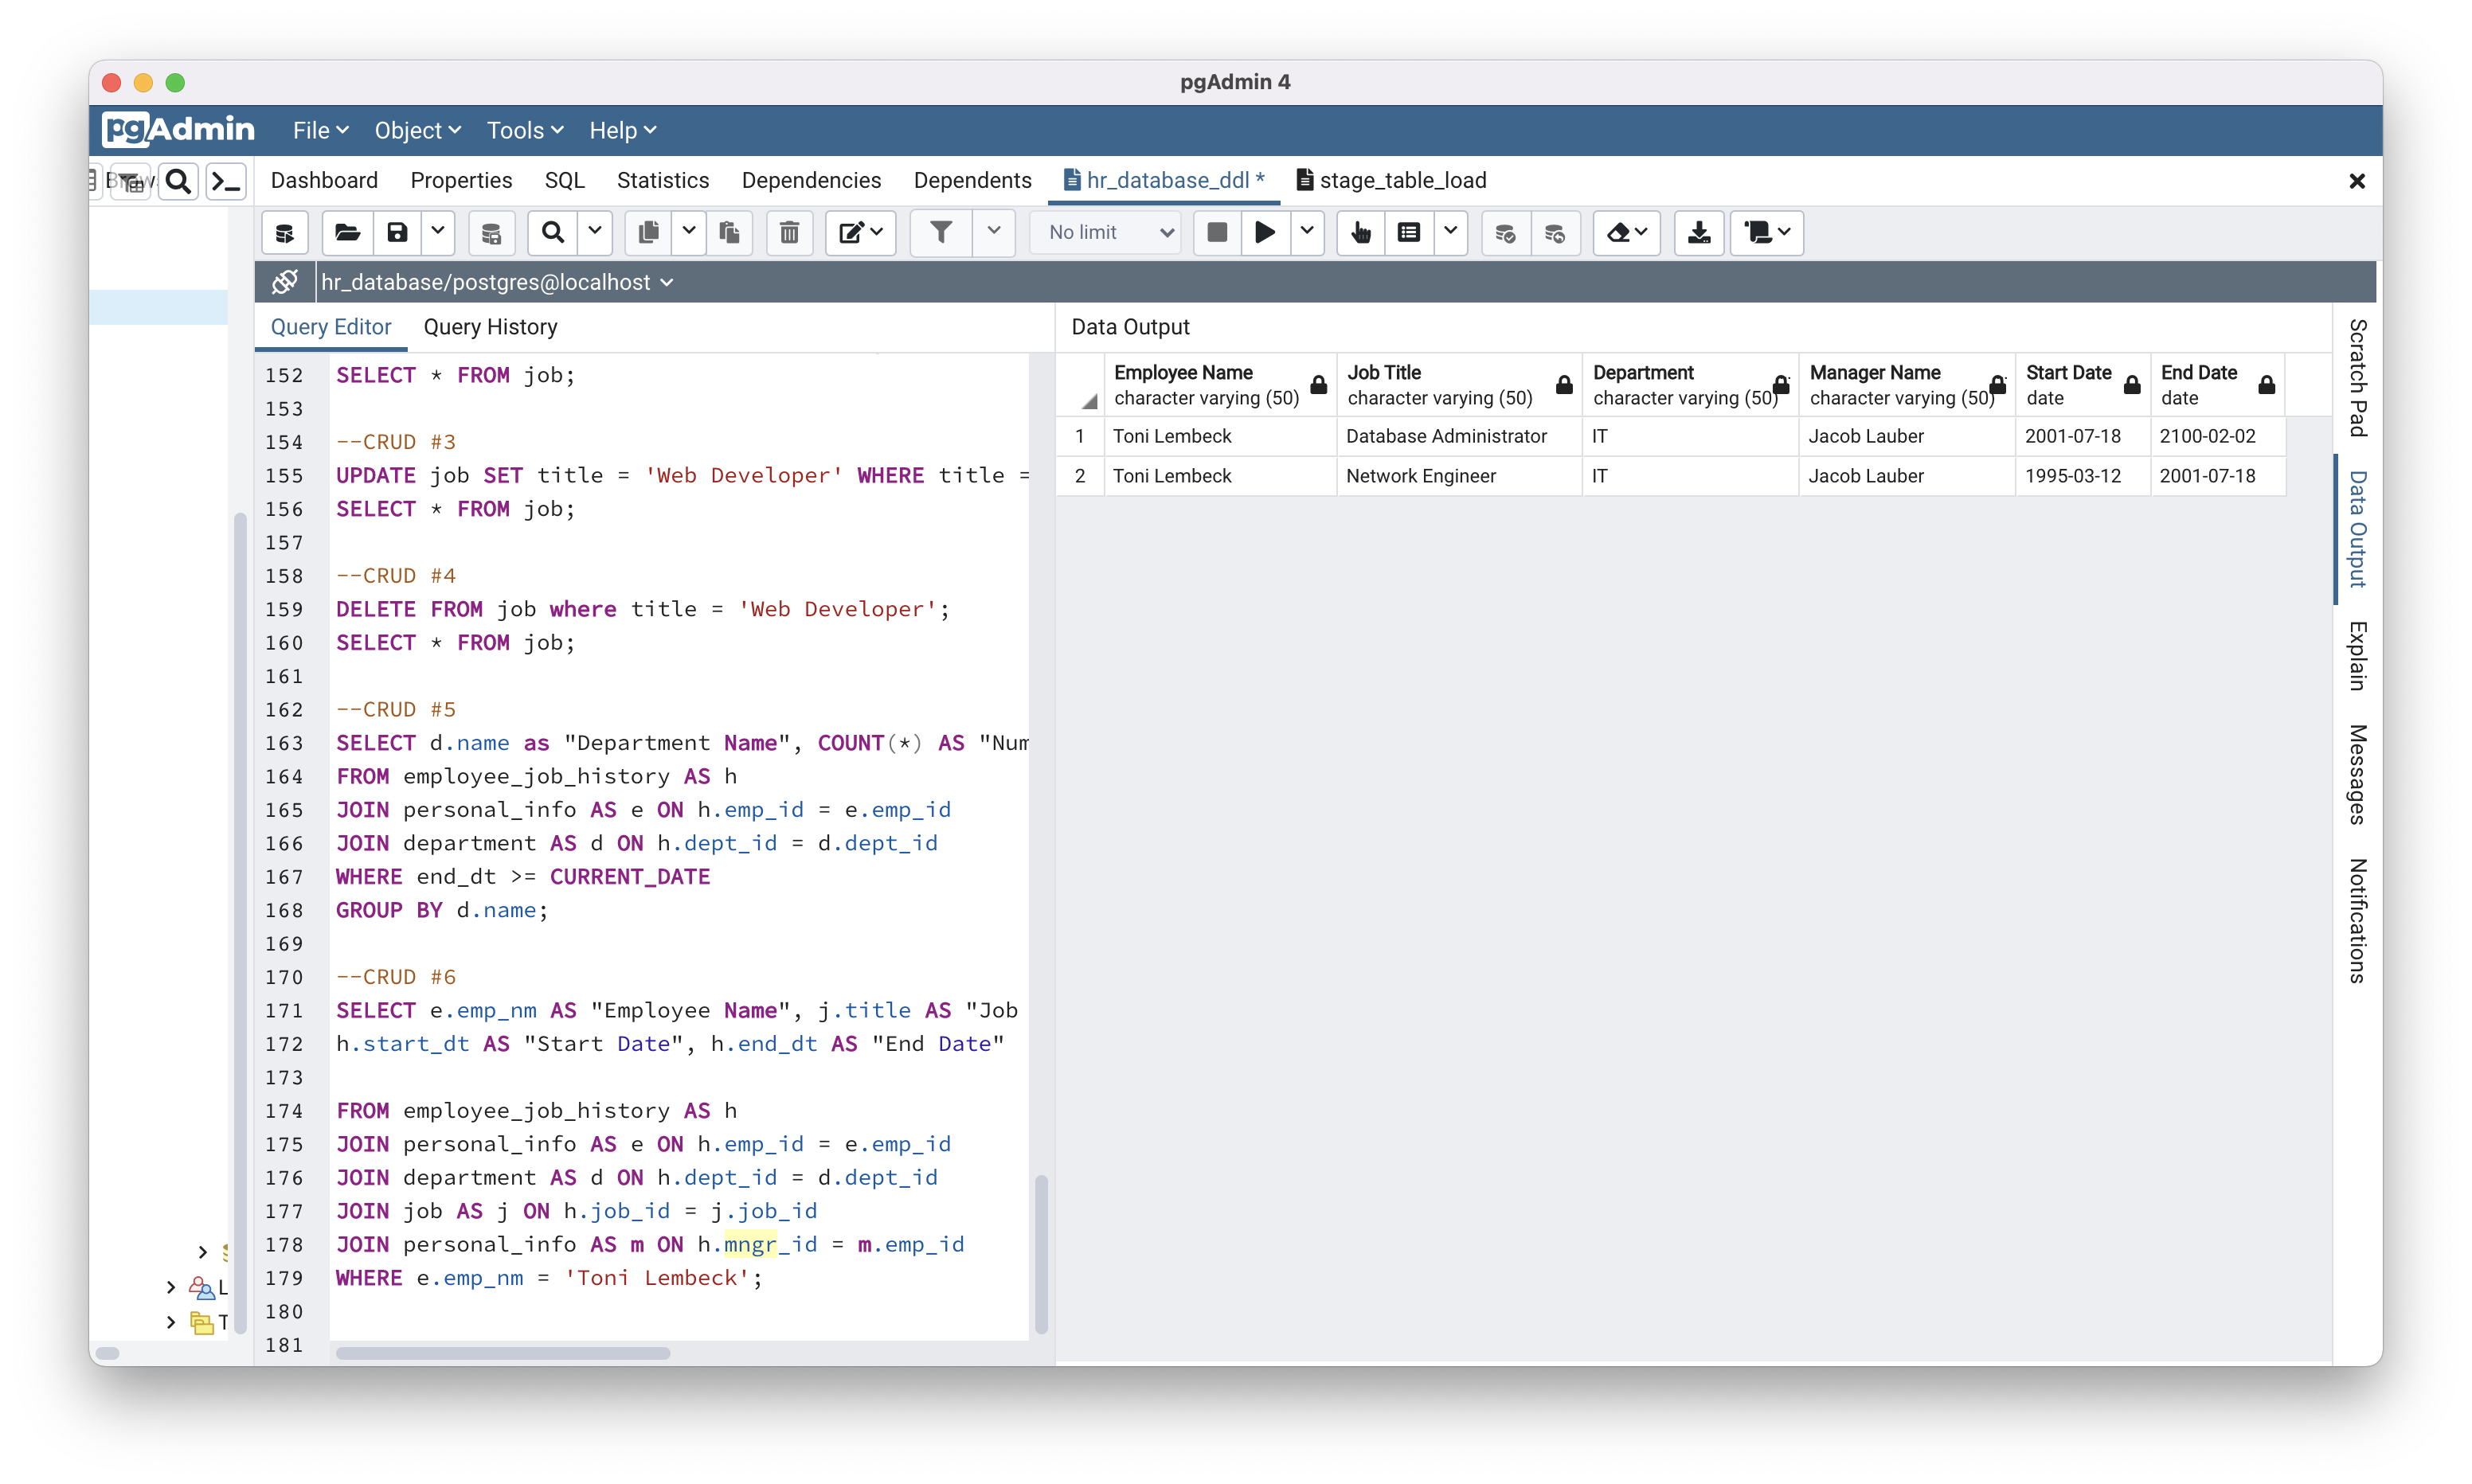 pgAdmin 4
pgAdmin File Object Tools Help
Dashboard Properties SQL Statistics Dependencies Dependents hr_database_ddl * stage_table_load
No limit
hr_database/postgres@localhost
Query Editor Query History
152 SELECT * FROM job;
153
154 --CRUD #3
155 UPDATE job SET title = 'Web Developer' WHERE title =
156 SELECT * FROM job;
157
158 --CRUD #4
159 DELETE FROM job where title = 'Web Developer';
160 SELECT * FROM job;
161
162 --CRUD #5
163 SELECT d.name as "Department Name", COUNT(*) AS "Num
164 FROM employee_job_history AS h
165 JOIN personal_info AS e ON h.emp_id = e.emp_id
166 JOIN department AS d ON h.dept_id = d.dept_id
167 WHERE end_dt >= CURRENT_DATE
168 GROUP BY d.name;
169
170 --CRUD #6
171 SELECT e.emp_nm AS "Employee Name", j.title AS "Job
172 h.start_dt AS "Start Date", h.end_dt AS "End Date"
173
174 FROM employee_job_history AS h
175 JOIN personal_info AS e ON h.emp_id = e.emp_id
176 JOIN department AS d ON h.dept_id = d.dept_id
177 JOIN job AS j ON h.job_id = j.job_id
178 JOIN personal_info AS m ON h.mngr_id = m.emp_id
179 WHERE e.emp_nm = 'Toni Lembeck';
180
181
L
T
Data Output
Employee Name Job Title Department Manager Name Start Date End Date
character varying (50) character varying (50) character varying (50) character varying (50) date date
1 Toni Lembeck Database Administrator IT Jacob Lauber 2001-07-18 2100-02-02
2 Toni Lembeck Network Engineer IT Jacob Lauber 1995-03-12 2001-07-18
Scratch Pad
Data Output
Explain
Messages
Notifications